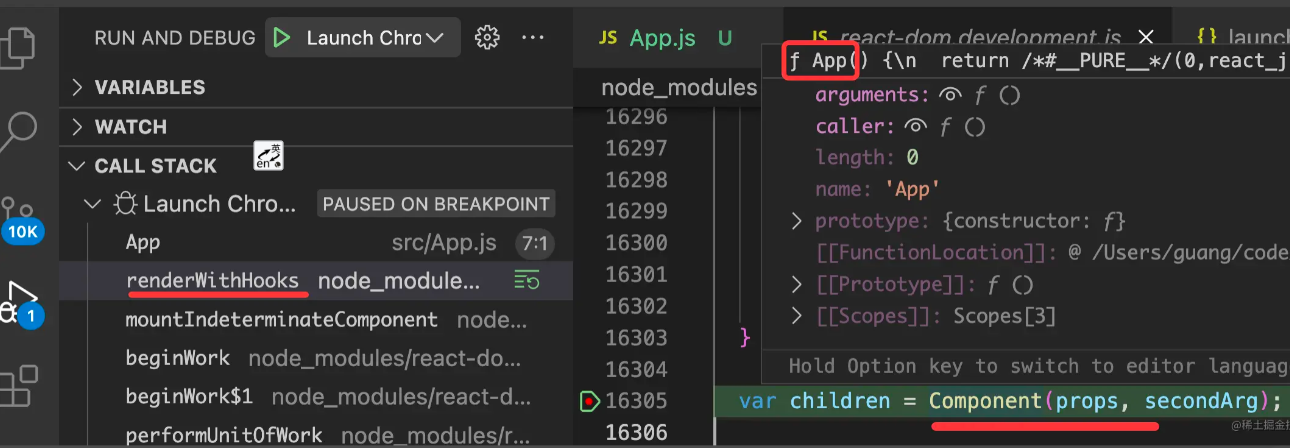 RUN AND DEBUG Launch Chro
JS App.js U
JS react-dom.development.js
{} launch
VARIABLES
WATCH
CALL STACK
en英
Launch Chro... PAUSED ON BREAKPOINT
App src/App.js 7:1
renderWithHooks node_module...
mountIndeterminateComponent node...
beginWork node_modules/react-do...
beginWork$1 node_modules/react-d...
performUnitOfWork node_modules/r...
10K
1
node_modules
16296
16297
16298
16299
16300
16301
16302
16303 }
16304
16305 var children = Component(props, secondArg);
16306
ƒ App() {\n return /*#__PURE__*/(0,react_j
arguments: ƒ ()
caller: ƒ ()
length: 0
name: 'App'
prototype: {constructor: ƒ}
[[FunctionLocation]]: @ /Users/guang/code
[[Prototype]]: ƒ ()
[[Scopes]]: Scopes[3]
Hold Option key to switch to editor languag
@稀土掘金技